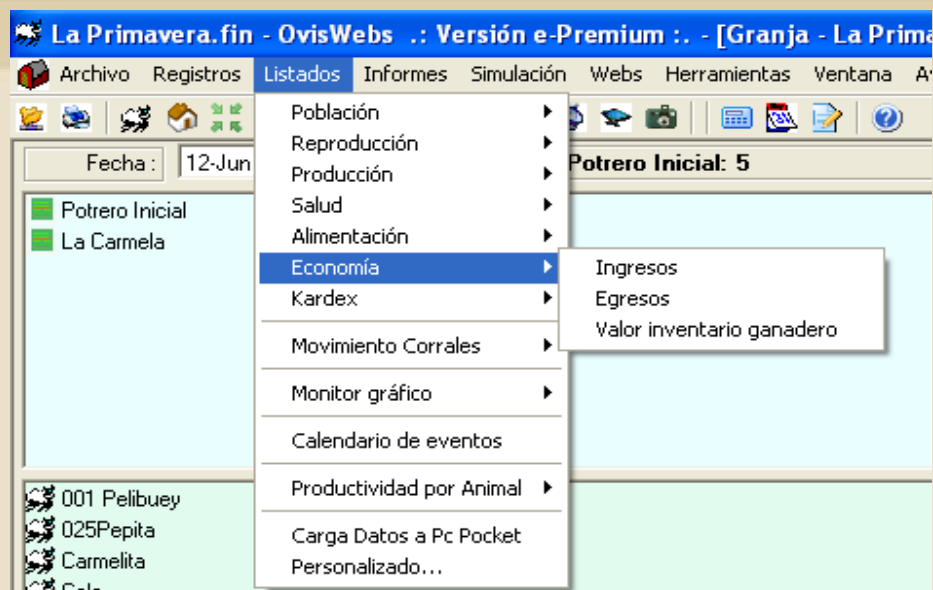 La Primavera.fin - OvisWebs .: Versión e-Premium :. - [Granja - La Prima
Archivo Registros Listados Informes Simulación Webs Herramientas Ventana
Fecha : 12-Jun
Potrero Inicial: 5
Potrero Inicial
La Carmela
Población
Reproducción
Producción
Salud
Alimentación
Economía
Kardex
Movimiento Corrales
Monitor gráfico
Calendario de eventos
Productividad por Animal
Carga Datos a Pc Pocket
Personalizado...
Ingresos
Egresos
Valor inventario ganadero
001 Pelibuey
025Pepita
Carmelita